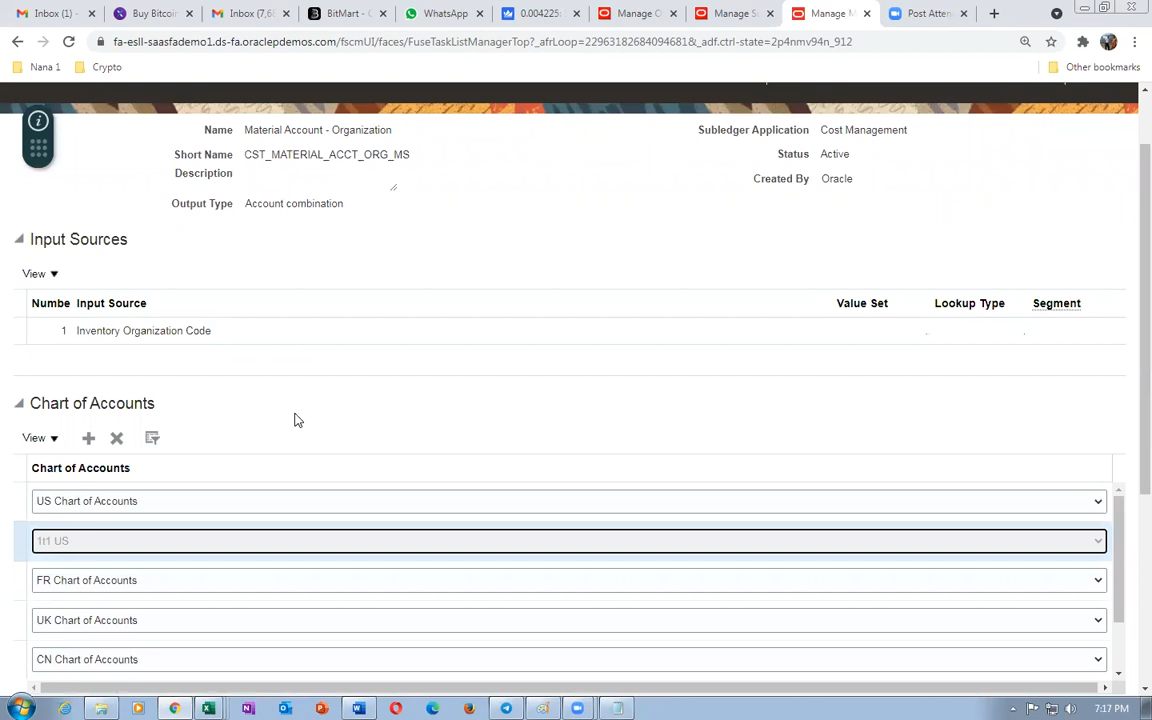 Inbox (1)
Buy Bitcoin
Inbox (7,6
BitMart - C
WhatsApp
0.004225
Manage O
Manage S
Manage M
Post Atten
fa-esll-saasfademo1.ds-fa.oraclepdemos.com/fscmUI/faces/FuseTaskListManagerTop?_afrLoop=22963182684094681&_adf.ctrl-state=2p4nmv94n_912
Nana 1
Crypto
Other bookmarks
Name Material Account - Organization
Subledger Application Cost Management
Short Name CST_MATERIAL_ACCT_ORG_MS
Status Active
Description
Created By Oracle
Output Type Account combination
Input Sources
View
Numbe Input Source Value Set Lookup Type Segment
1 Inventory Organization Code
Chart of Accounts
View
Chart of Accounts
US Chart of Accounts
1t1 US
FR Chart of Accounts
UK Chart of Accounts
CN Chart of Accounts
7:17 PM